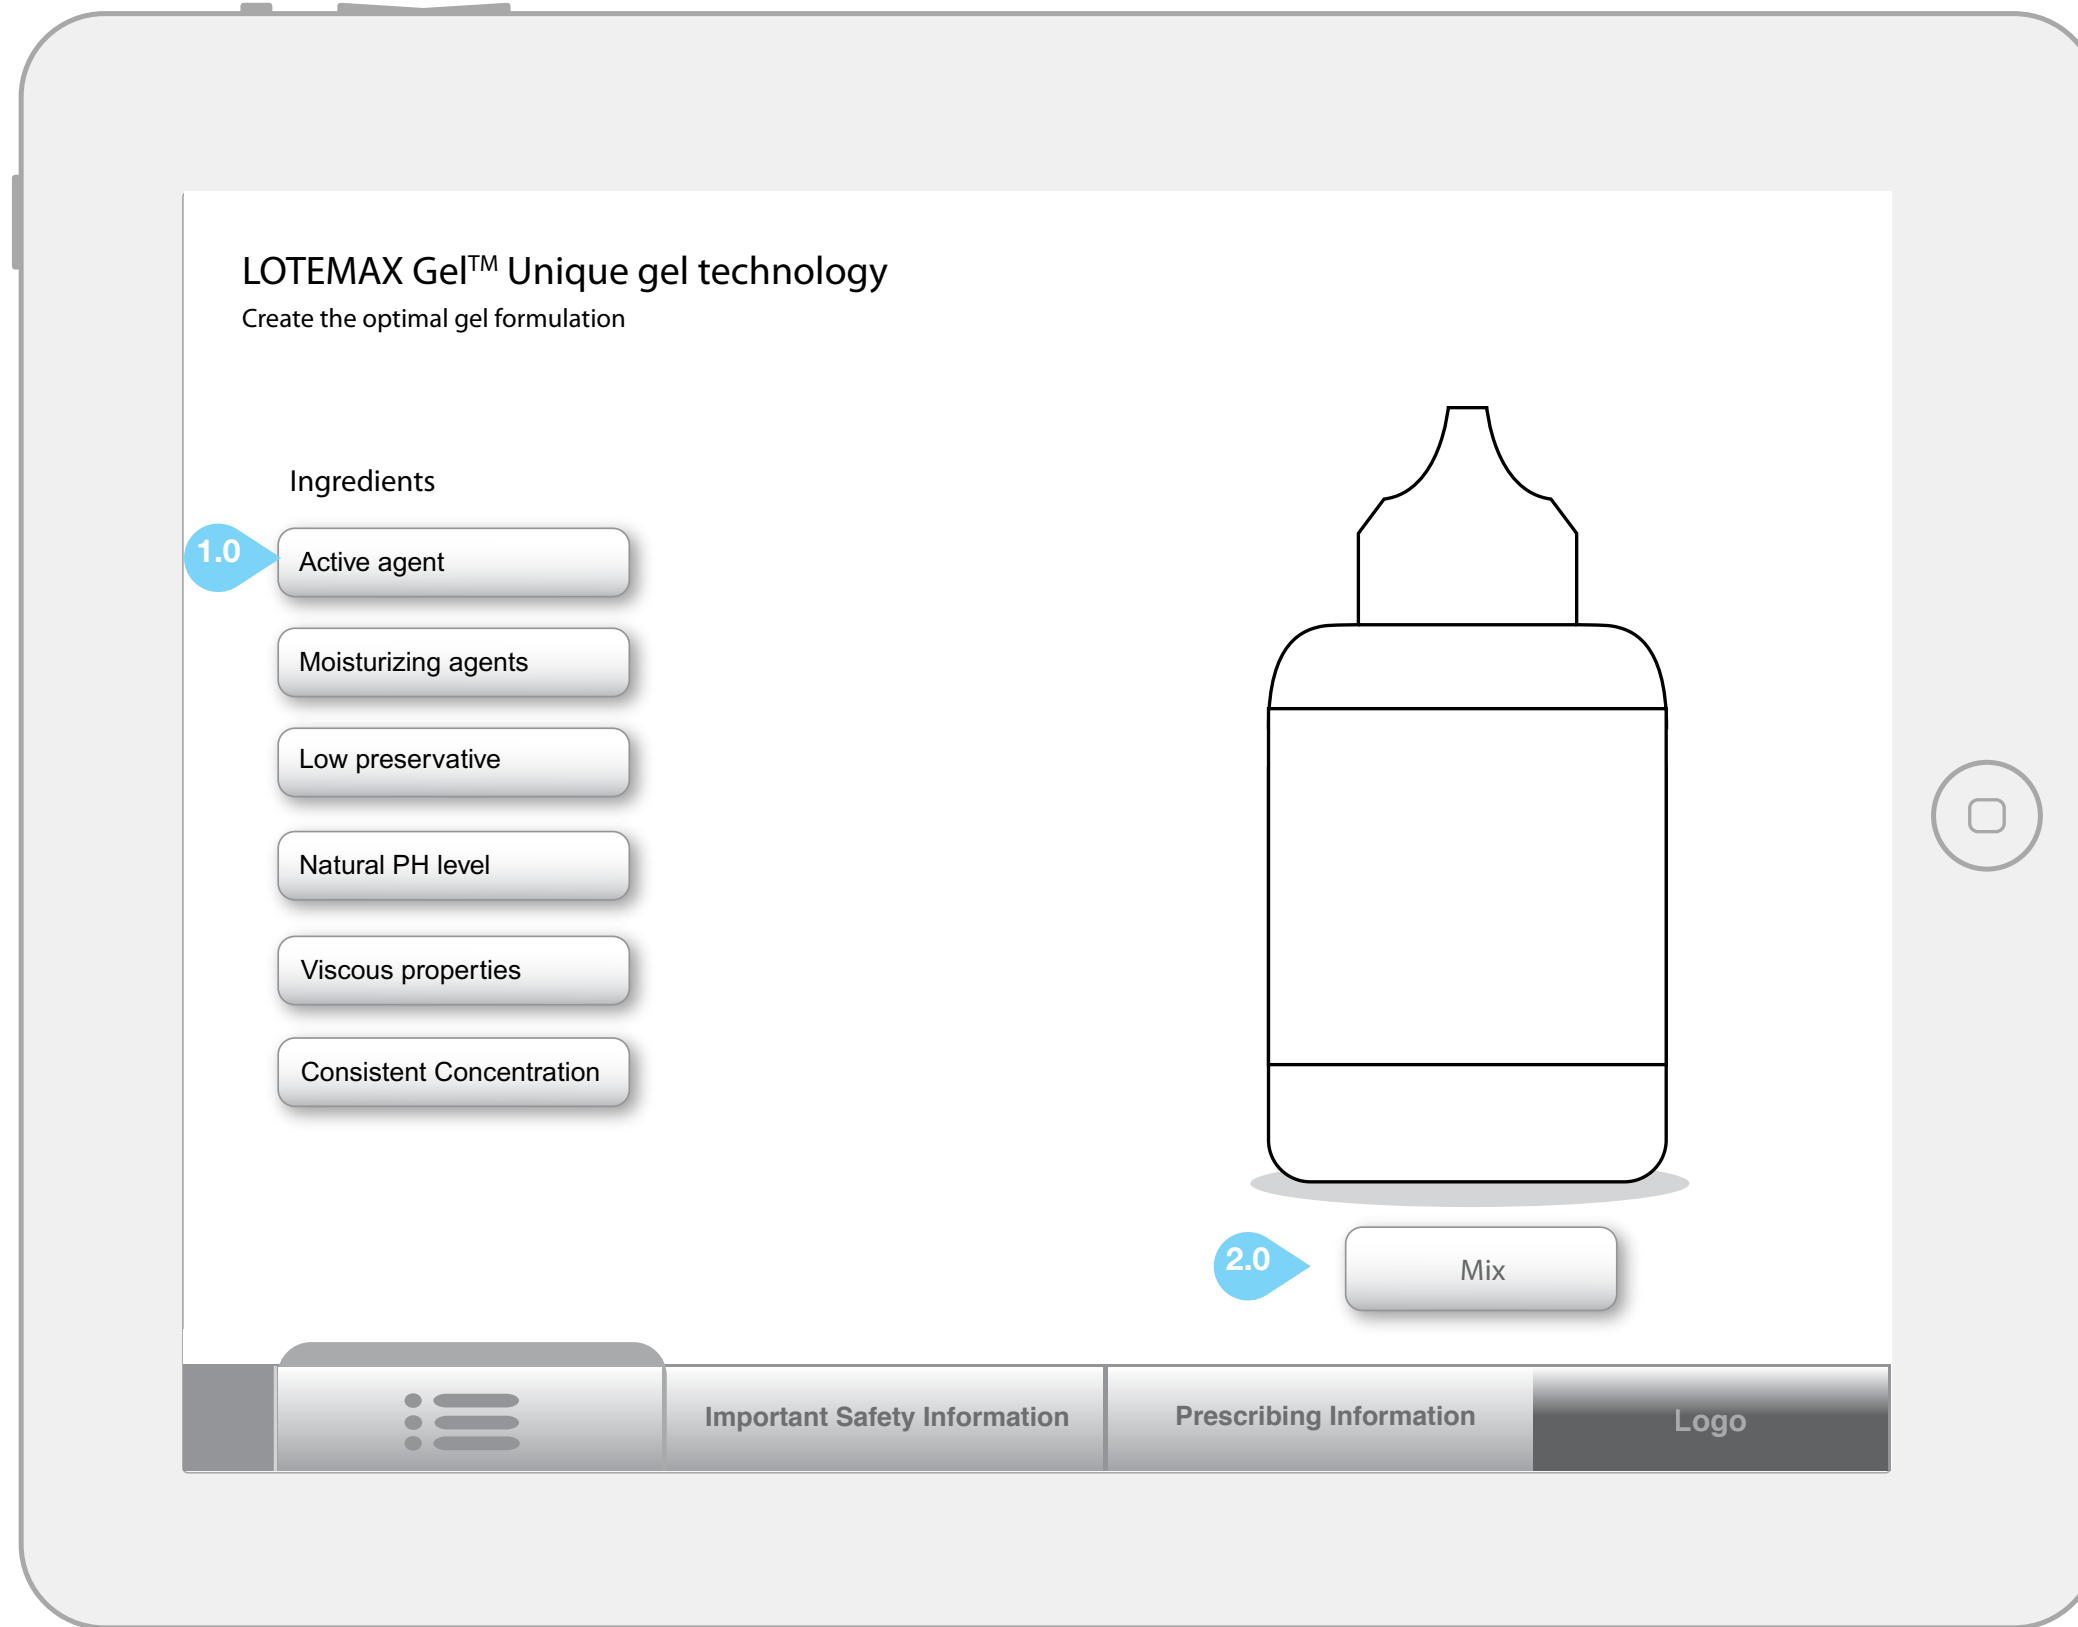 LOTEMAX Gel™ Unique gel technology
Create the optimal gel formulation
Ingredients
1.0
Active agent
Moisturizing agents
Low preservative
Natural PH level
Viscous properties
Consistent Concentration
2.0
Mix
Important Safety Information
Prescribing Information
Logo